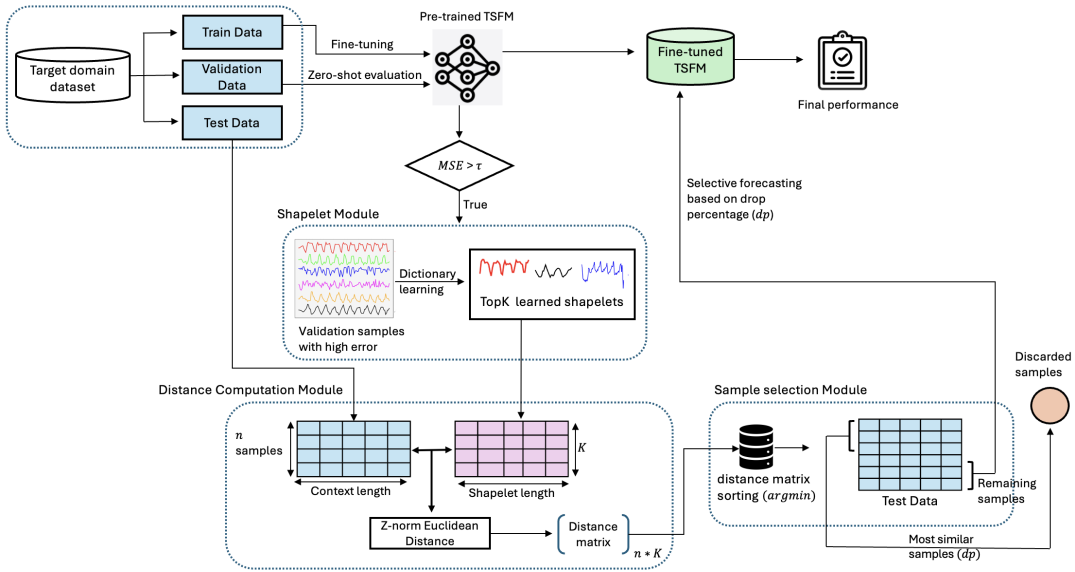 Pre-trained TSFM
Train Data
Fine-tuning
Target domain
dataset
Validation
Data
Zero-shot evaluation
Test Data
Fine-tuned
TSFM
Final performance
MSE > τ
True
Selective forecasting
based on drop
percentage (dp)
Shapelet Module
Dictionary
learning
TopK learned shapelets
Validation samples
with high error
Distance Computation Module
n
samples
Context length
K
Shapelet length
Z-norm Euclidean
Distance
Distance
matrix
n * K
Sample selection Module
distance matrix
sorting (argmin)
Test Data
Remaining
samples
Discarded
samples
Most similar
samples (dp)